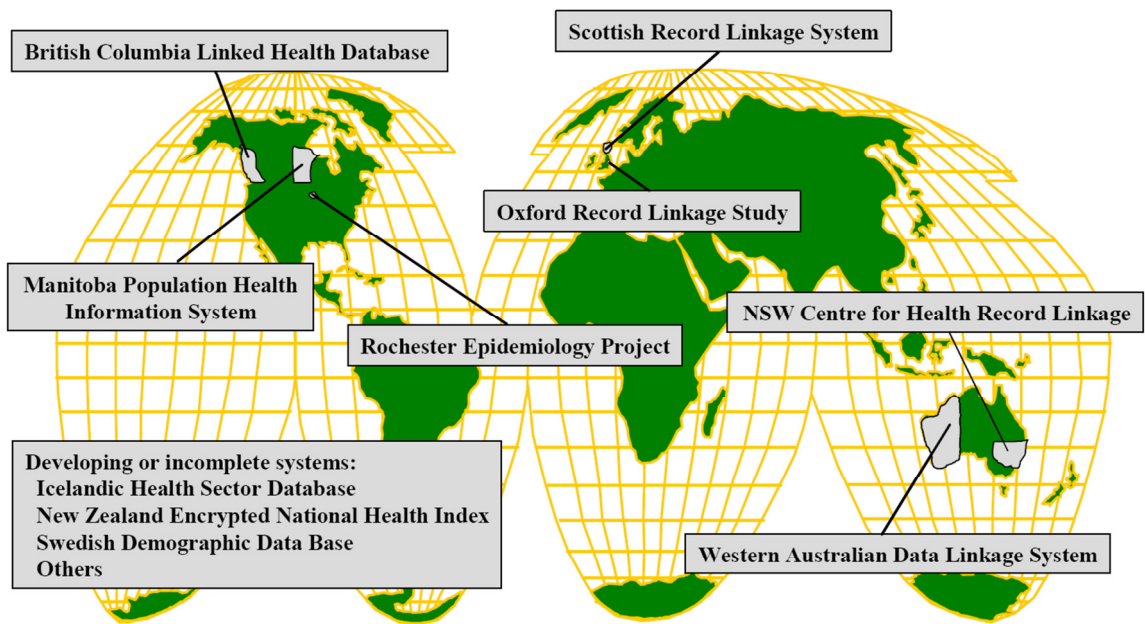 British Columbia Linked Health Database
Scottish Record Linkage System
Oxford Record Linkage Study
Manitoba Population Health
Information System
NSW Centre for Health Record Linkage
Rochester Epidemiology Project
Developing or incomplete systems:
Icelandic Health Sector Database
New Zealand Encrypted National Health Index
Swedish Demographic Data Base
Others
Western Australian Data Linkage System